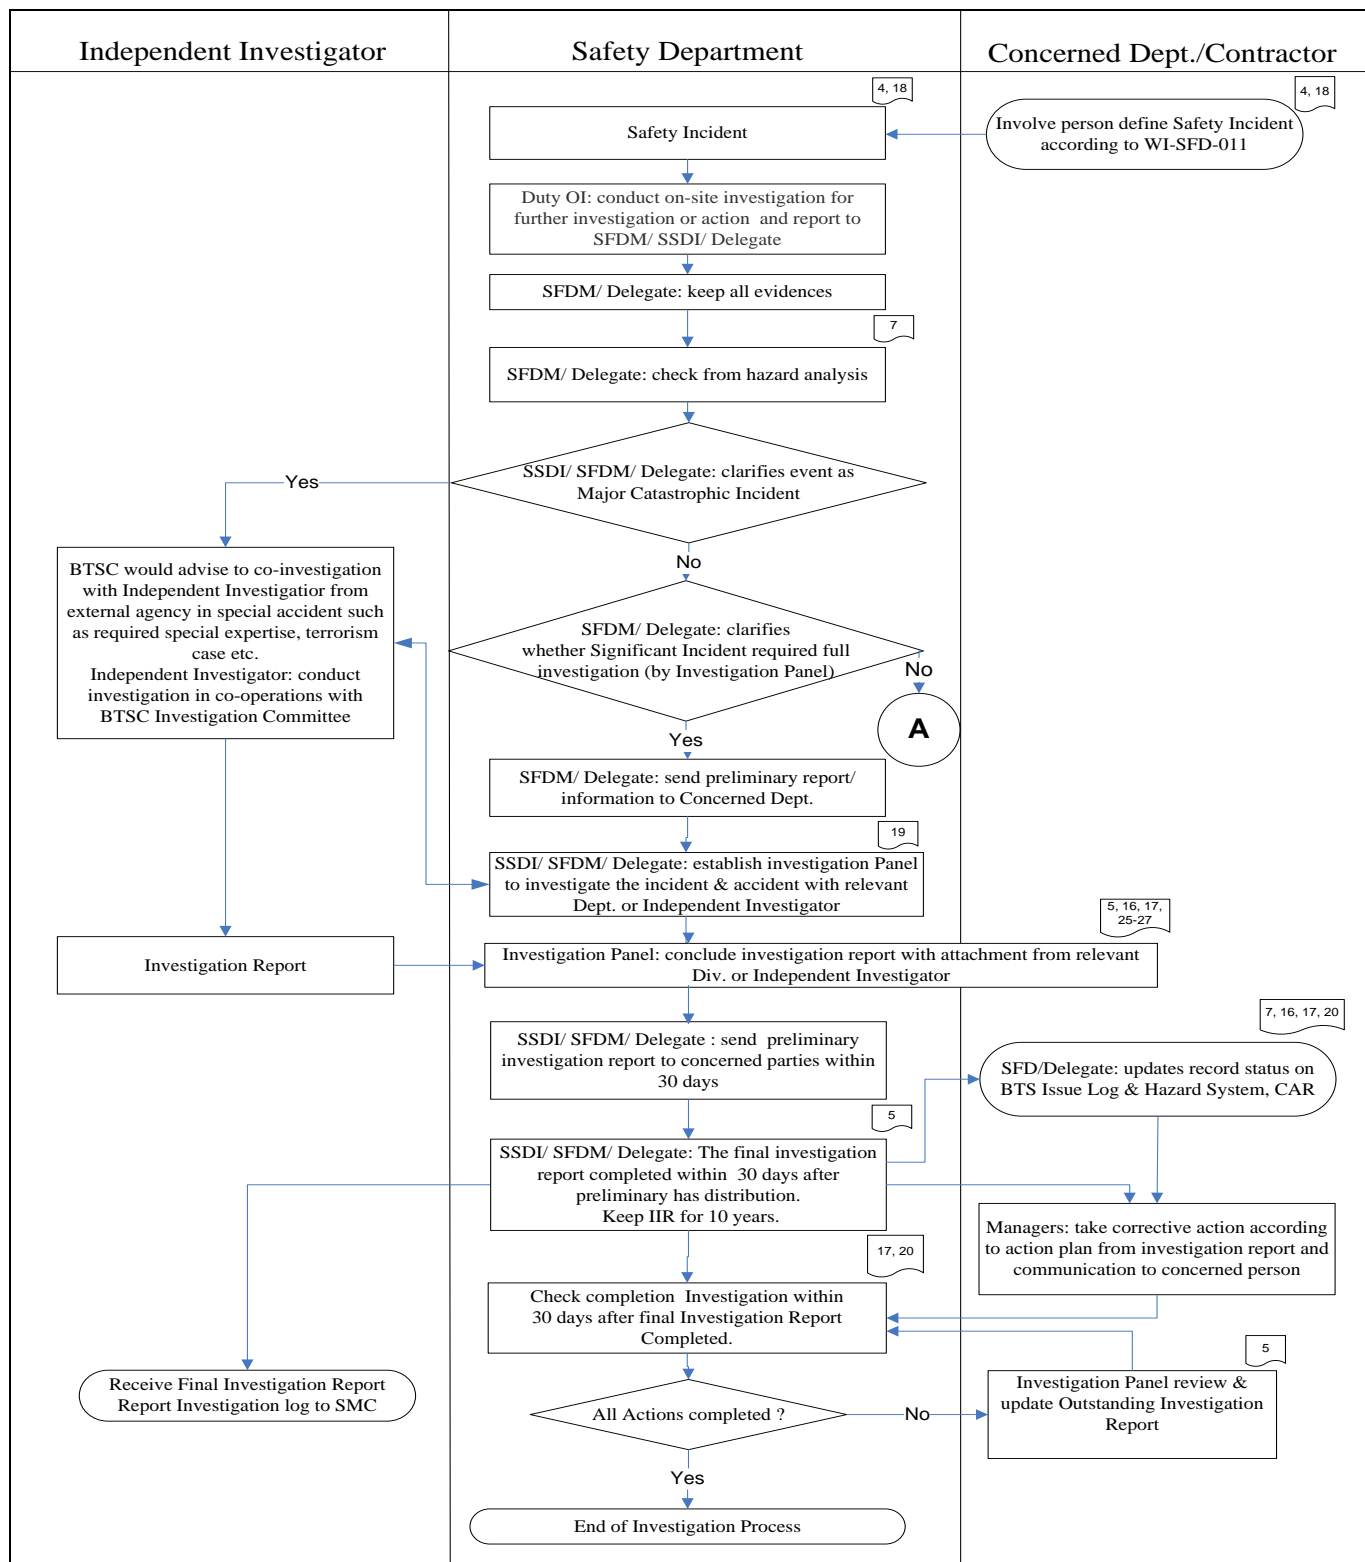 Independent Investigator
Safety Department
Concerned Dept./Contractor
4, 18
4, 18
Safety Incident
Involve person define Safety Incident
according to WI-SFD-011
Duty OI: conduct on-site investigation for
further investigation or action  and report to
SFDM/ SSDI/ Delegate
SFDM/ Delegate: keep all evidences
7
SFDM/ Delegate: check from hazard analysis
SSDI/ SFDM/ Delegate: clarifies event as
Major Catastrophic Incident
Yes
No
BTSC would advise to co-investigation
with Independent Investigatior from
external agency in special accident such
as required special expertise, terrorism
case etc.
Independent Investigator: conduct
investigation in co-operations with
BTSC Investigation Committee
SFDM/ Delegate: clarifies
whether Significant Incident required full
investigation (by Investigation Panel)
No
A
Yes
SFDM/ Delegate: send preliminary report/
information to Concerned Dept.
19
SSDI/ SFDM/ Delegate: establish investigation Panel
to investigate the incident & accident with relevant
Dept. or Independent Investigator
5, 16, 17,
25-27
Investigation Report
Investigation Panel: conclude investigation report with attachment from relevant
Div. or Independent Investigator
7, 16, 17, 20
SSDI/ SFDM/ Delegate : send  preliminary
investigation report to concerned parties within
30 days
SFD/Delegate: updates record status on
BTS Issue Log & Hazard System, CAR
5
SSDI/ SFDM/ Delegate: The final investigation
report completed within  30 days after
preliminary has distribution.
Keep IIR for 10 years.
Managers: take corrective action according
to action plan from investigation report and
communication to concerned person
17, 20
Check completion  Investigation within
30 days after final Investigation Report
Completed.
5
Receive Final Investigation Report
Report Investigation log to SMC
All Actions completed ?
No
Investigation Panel review &
update Outstanding Investigation
Report
Yes
End of Investigation Process